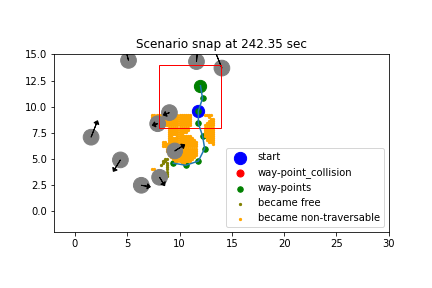 Scenario snap at 242.35 sec
15.0
12.5
10.0
7.5
5.0
2.5
0.0
start
way-point_collision
way-points
became free
became non-traversable
0 5 10 15 20 25 30